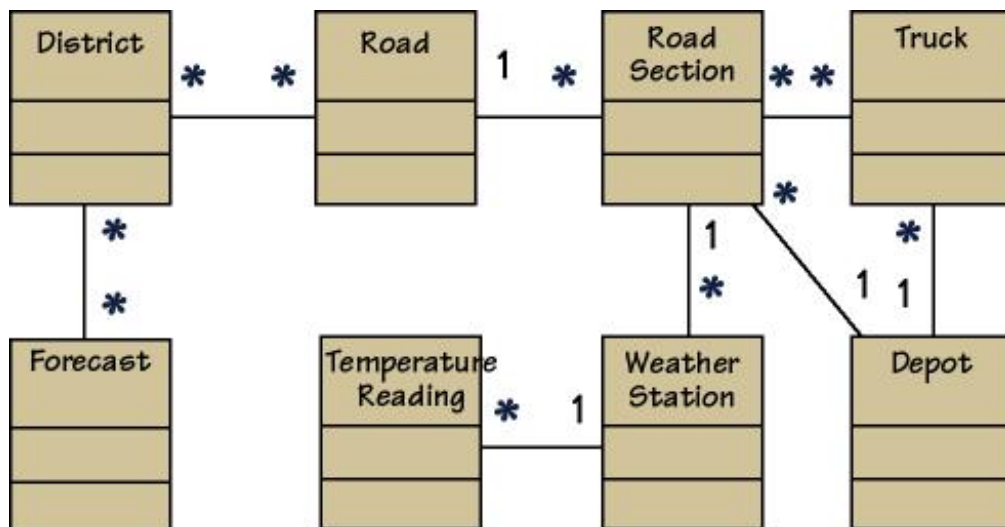 District
Road
Road
Section
Truck
* * 1 * * *
*
* 1 *
* * 1 1
Forecast
Temperature
Reading
Weather
Station
Depot
* 1